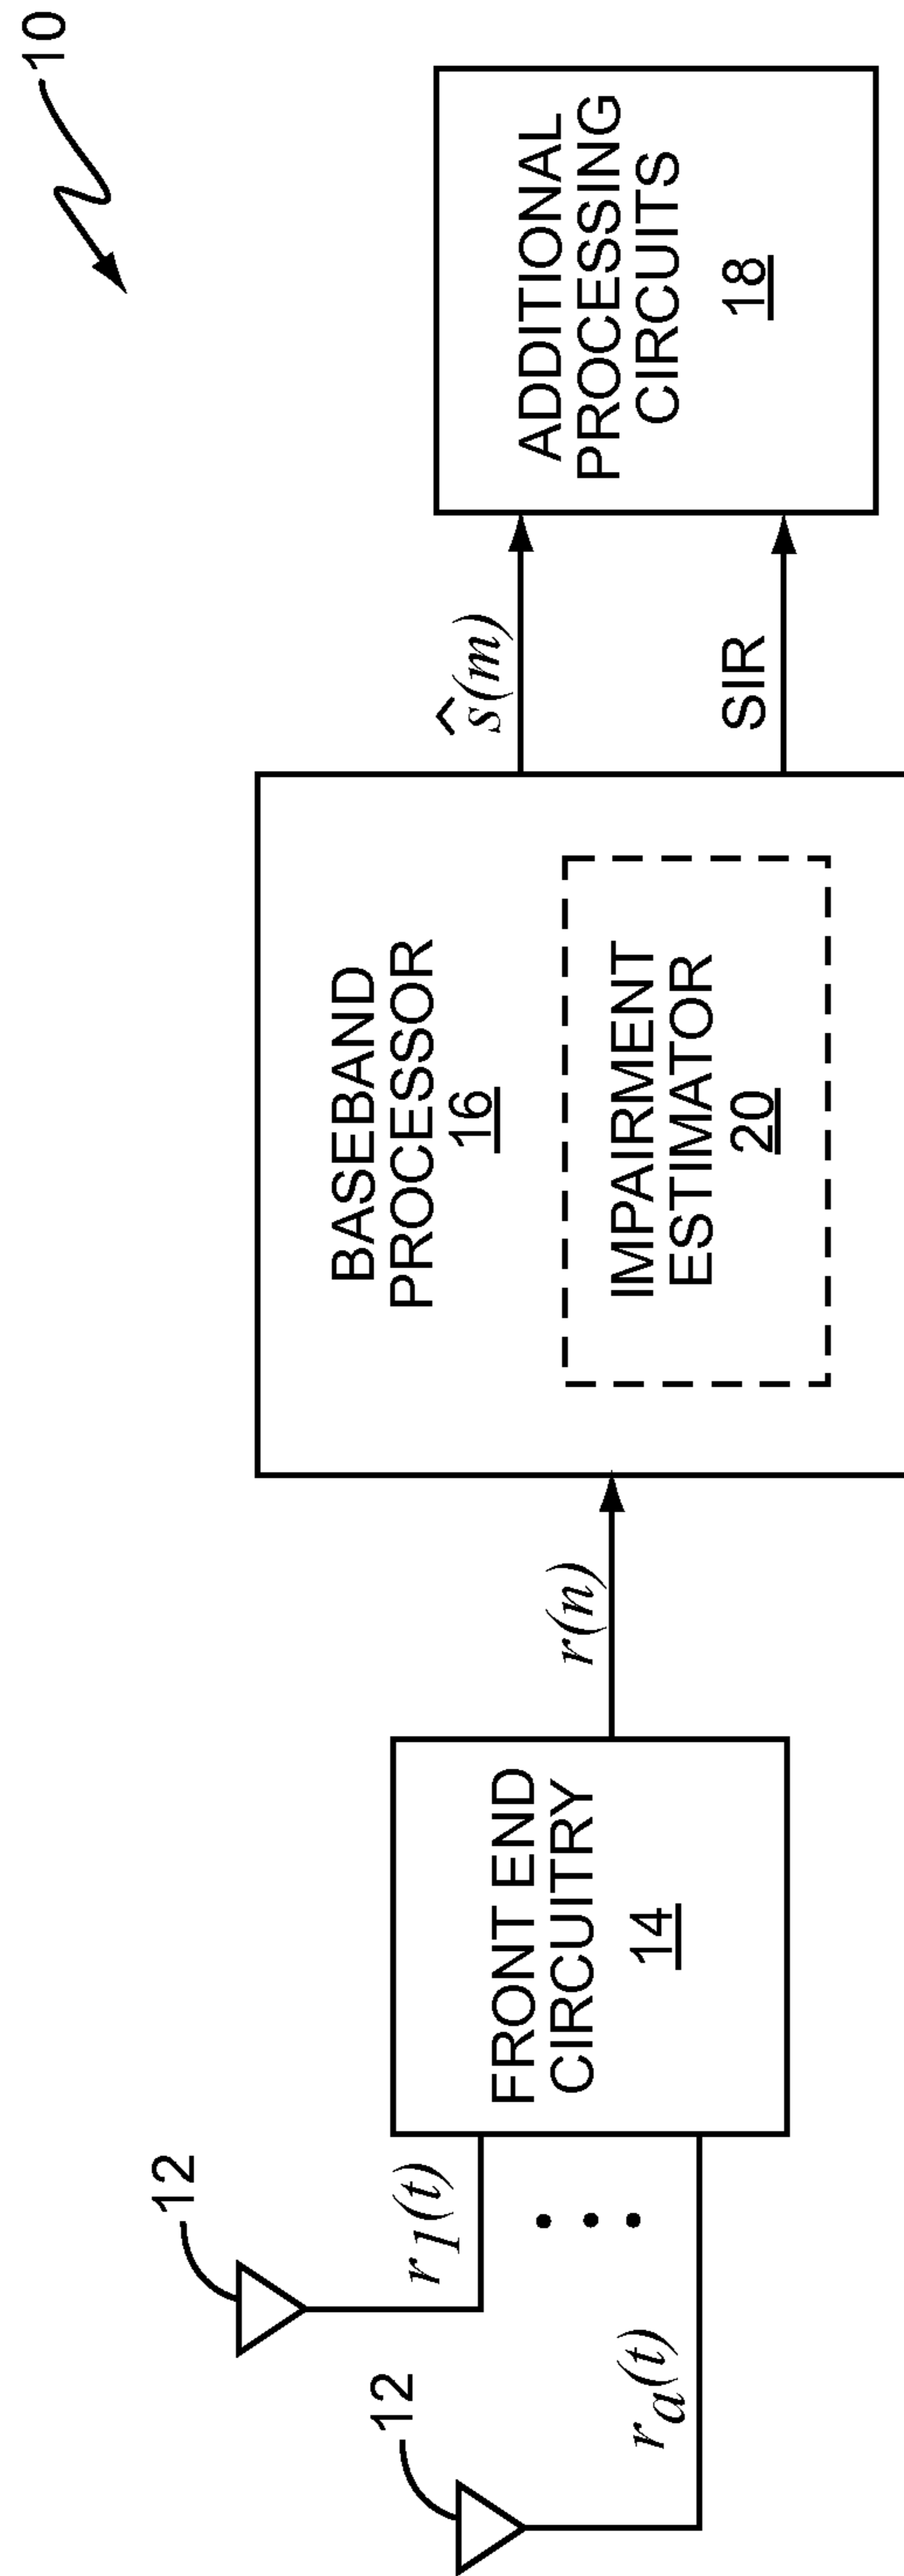 10
12
12
r1(t)
ra(t)
FRONT END
CIRCUITRY
14
r(n)
BASEBAND
PROCESSOR
16
IMPAIRMENT
ESTIMATOR
20
ŝ(m)
SIR
ADDITIONAL
PROCESSING
CIRCUITS
18